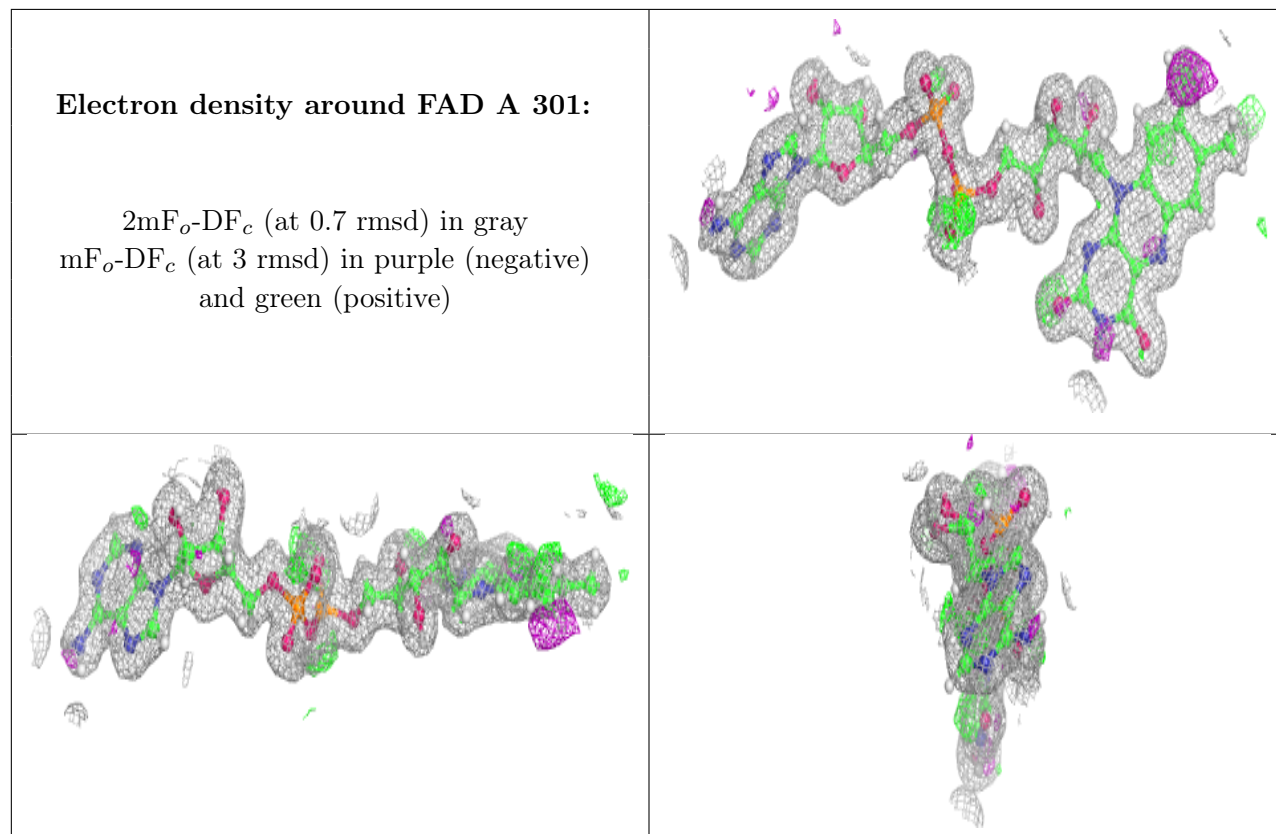 Electron density around FAD A 301:
2mFo-DFc (at 0.7 rmsd) in gray
mFo-DFc (at 3 rmsd) in purple (negative)
and green (positive)